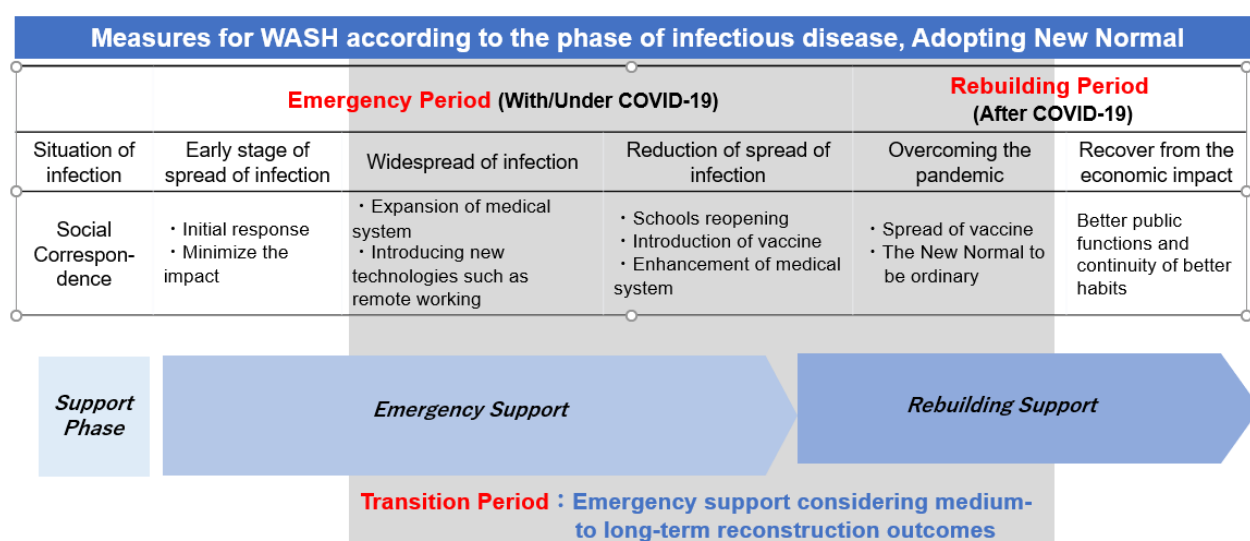 Measures for WASH according to the phase of infectious disease, Adopting New Normal
Emergency Period (With/Under COVID-19)
Rebuilding Period
(After COVID-19)
Situation of
infection
Early stage of
spread of infection
Widespread of infection
Reduction of spread of
infection
Overcoming the
pandemic
Recover from the
economic impact
Social
Correspon-
dence
・Initial response
・Minimize the
impact
・Expansion of medical
system
・Introducing new
technologies such as
remote working
・Schools reopening
・Introduction of vaccine
・Enhancement of medical
system
・Spread of vaccine
・The New Normal to
be ordinary
Better public
functions and
continuity of better
habits
Support
Phase
Emergency Support
Rebuilding Support
Transition Period：Emergency support considering medium-
to long-term reconstruction outcomes